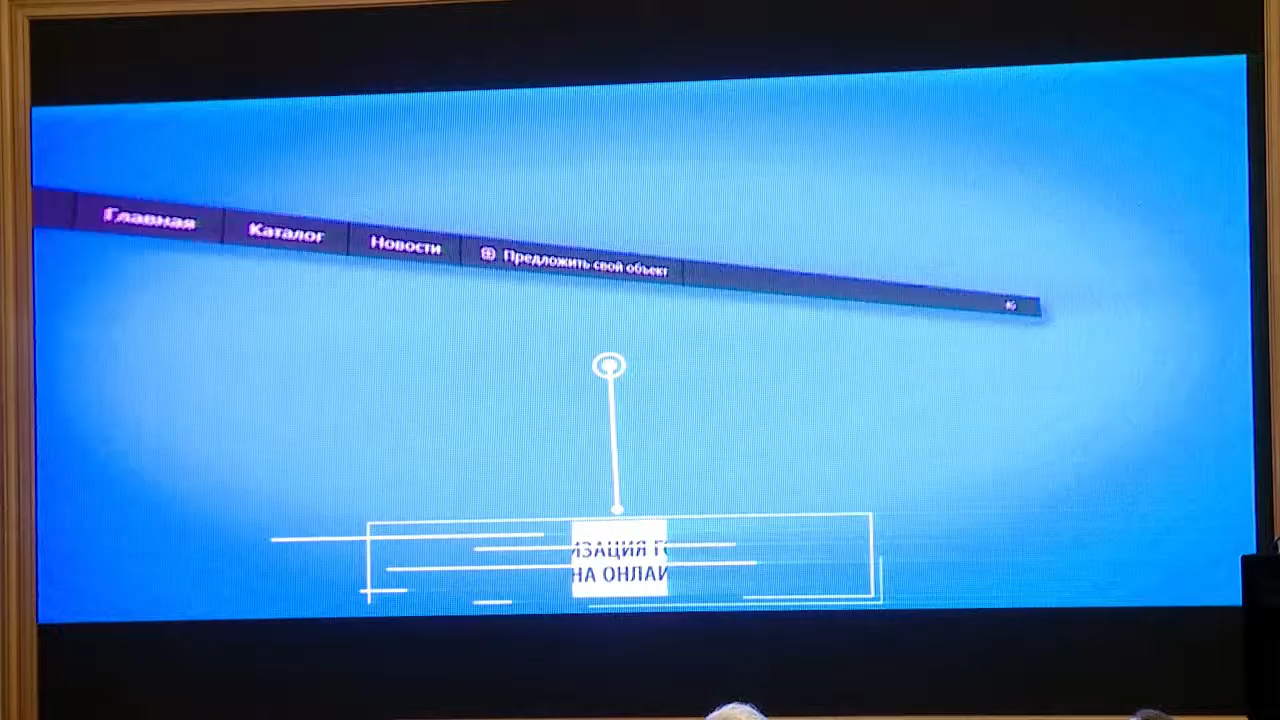 Главная Каталог Новости Предложить свой объект
ИЗАЦИЯ Г
НА ОНЛАЙ